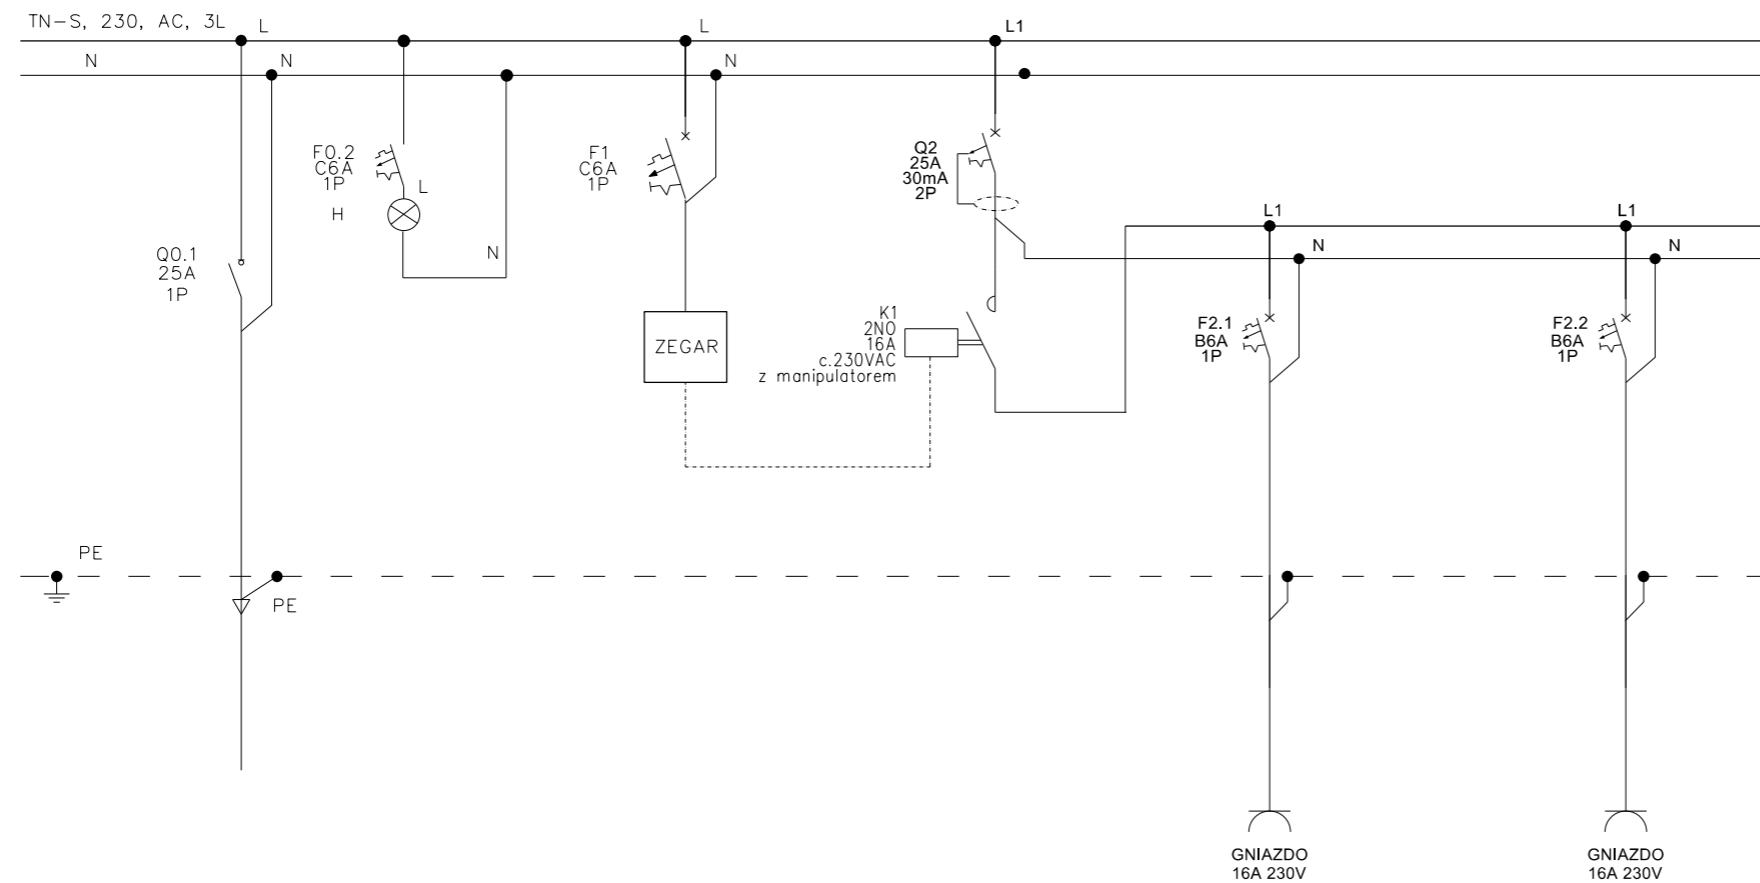 TN-S, 230, AC, 3L
L
L
L1
N
N
N
F0.2
C6A
1P
L
H
N
F1
C6A
1P
Q2
25A
30mA
2P
L1
N
L1
N
Q0.1
25A
1P
ZEGAR
K1
2NO
16A
c.230VAC
z manipulatorem
F2.1
B6A
1P
F2.2
B6A
1P
PE
PE
GNIAZDO
16A 230V
GNIAZDO
16A 230V